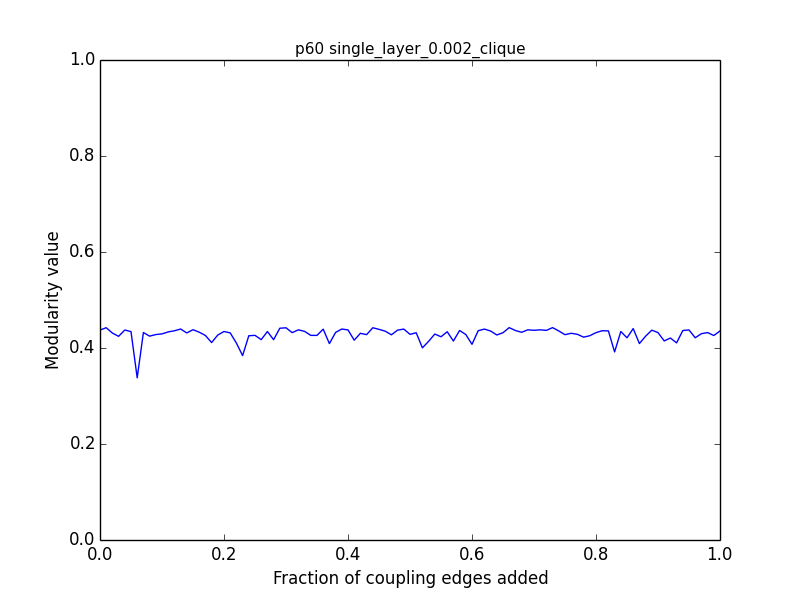 p60 single_layer_0.002_clique
1.0
0.8
0.6
0.4
0.2
0.0
Modularity value
0.0 0.2 0.4 0.6 0.8 1.0
Fraction of coupling edges added